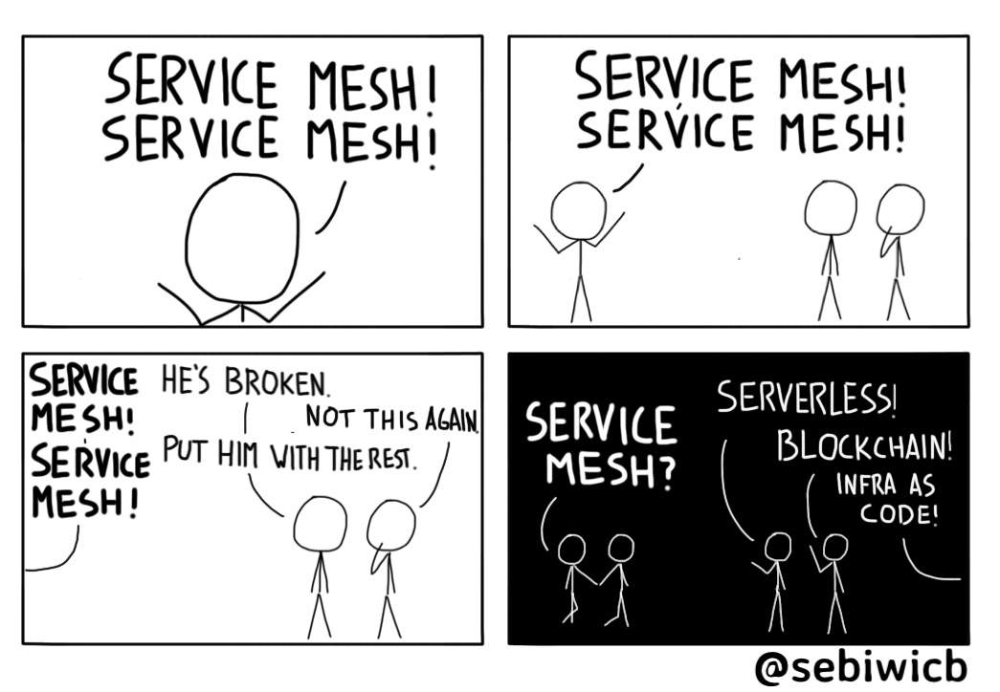 SERVICE MESH!
SERVICE MESH!
SERVICE MESH!
SERVICE MESH!
SERVICE
MESH!
SERVICE
MESH!
HE'S BROKEN.
NOT THIS AGAIN.
PUT HIM WITH THE REST.
SERVICE
MESH?
SERVERLESS!
BLOCKCHAIN!
INFRA AS
CODE!
@sebiwicb